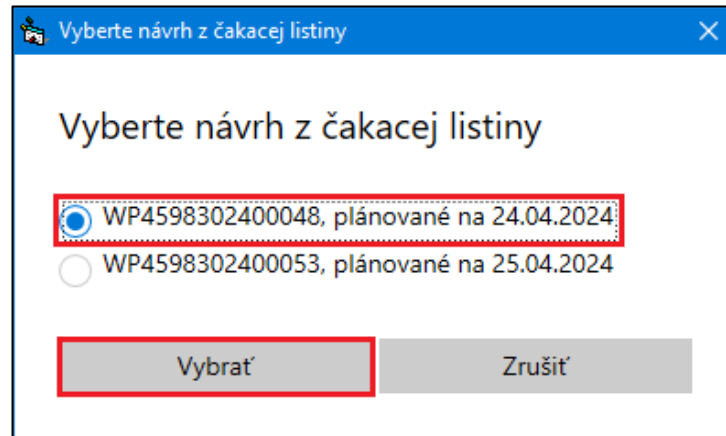 Vyberte návrh z čakacej listiny
Vyberte návrh z čakacej listiny
WP4598302400048, plánované na 24.04.2024
WP4598302400053, plánované na 25.04.2024
Vybrať
Zrušiť